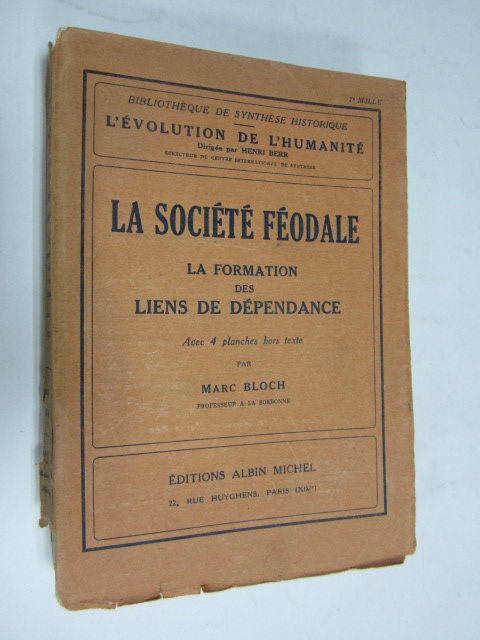 1e MILLE
BIBLIOTHÈQUE DE SYNTHÈSE HISTORIQUE
L'ÉVOLUTION DE L'HUMANITÉ
Dirigée par HENRI BERR
DIRECTEUR DU CENTRE INTERNATIONAL DE SYNTHÈSE
LA SOCIÉTÉ FÉODALE
LA FORMATION
DES
LIENS DE DÉPENDANCE
Avec 4 planches hors texte
PAR
MARC BLOCH
PROFESSEUR A LA SORBONNE
ÉDITIONS ALBIN MICHEL
22, RUE HUYGHENS, PARIS (XIVe)